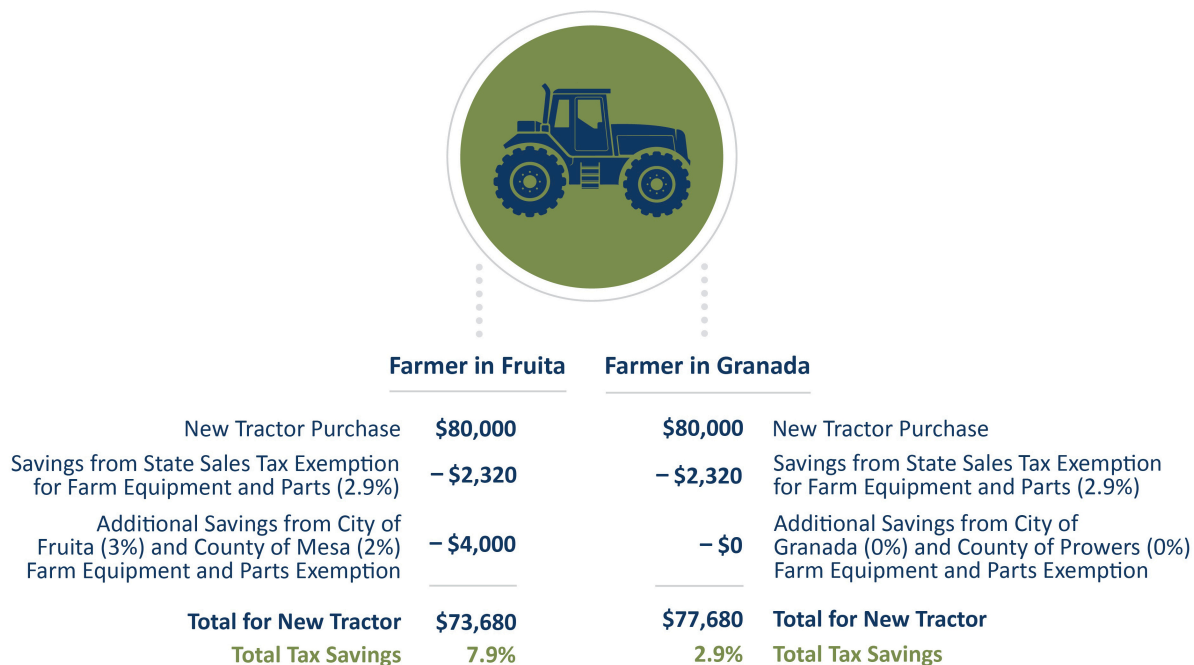 Farmer in Fruita
New Tractor Purchase $80,000
Savings from State Sales Tax Exemption
for Farm Equipment and Parts (2.9%)
– $2,320
Additional Savings from City of
Fruita (3%) and County of Mesa (2%)
Farm Equipment and Parts Exemption
– $4,000
Total for New Tractor $73,680
Total Tax Savings 7.9%
Farmer in Granada
$80,000 New Tractor Purchase
– $2,320
Savings from State Sales Tax Exemption
for Farm Equipment and Parts (2.9%)
– $0
Additional Savings from City of
Granada (0%) and County of Prowers (0%)
Farm Equipment and Parts Exemption
$77,680 Total for New Tractor
2.9% Total Tax Savings